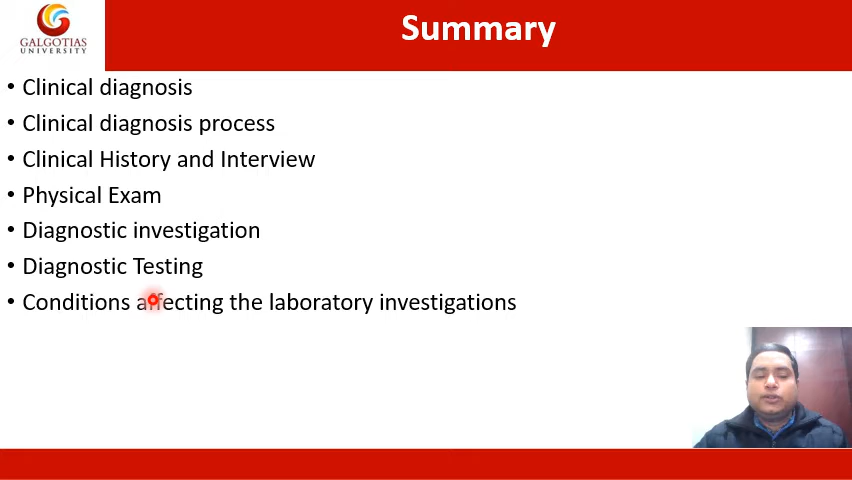 GALGOTIAS
UNIVERSITY
Summary
• Clinical diagnosis
• Clinical diagnosis process
• Clinical History and Interview
• Physical Exam
• Diagnostic investigation
• Diagnostic Testing
• Conditions affecting the laboratory investigations